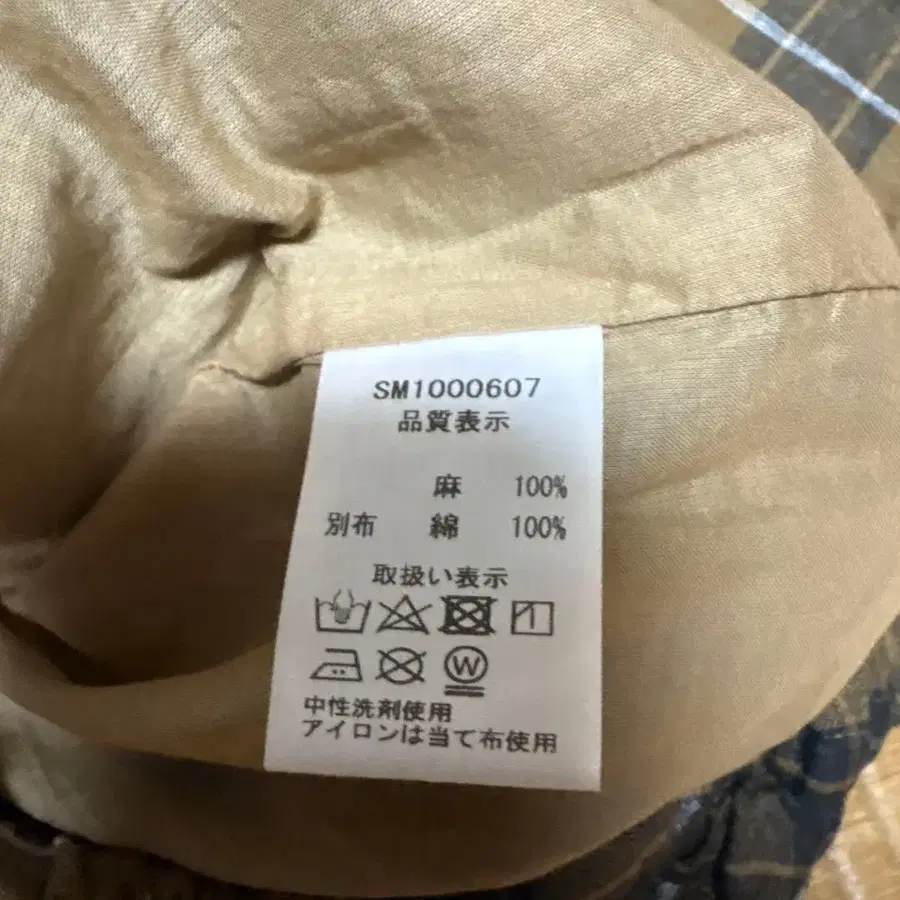 SM1000607
品質表示
麻 100%
別布 綿 100%
取扱い表示
W
中性洗剤使用
アイロンは当て布使用